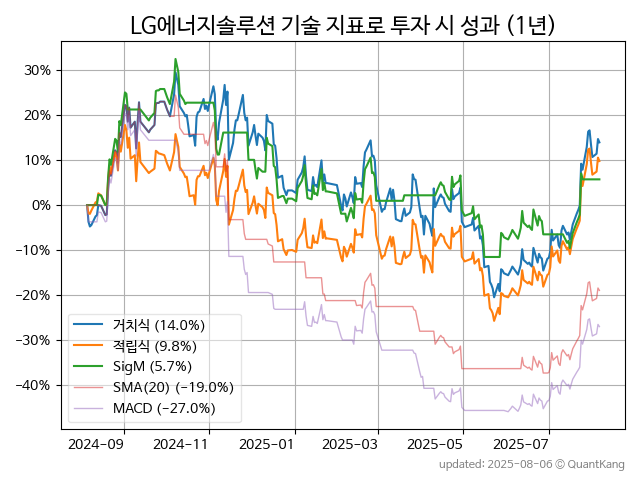 LG에너지솔루션 기술 지표로 투자 시 성과 (1년)
30%
20%
10%
0%
−10%
−20%
−30%
−40%
거치식 (14.0%)
적립식 (9.8%)
SigM (5.7%)
SMA(20) (−19.0%)
MACD (−27.0%)
2024-09 2024-11 2025-01 2025-03 2025-05 2025-07
updated: 2025-08-06 ⓒ QuantKang